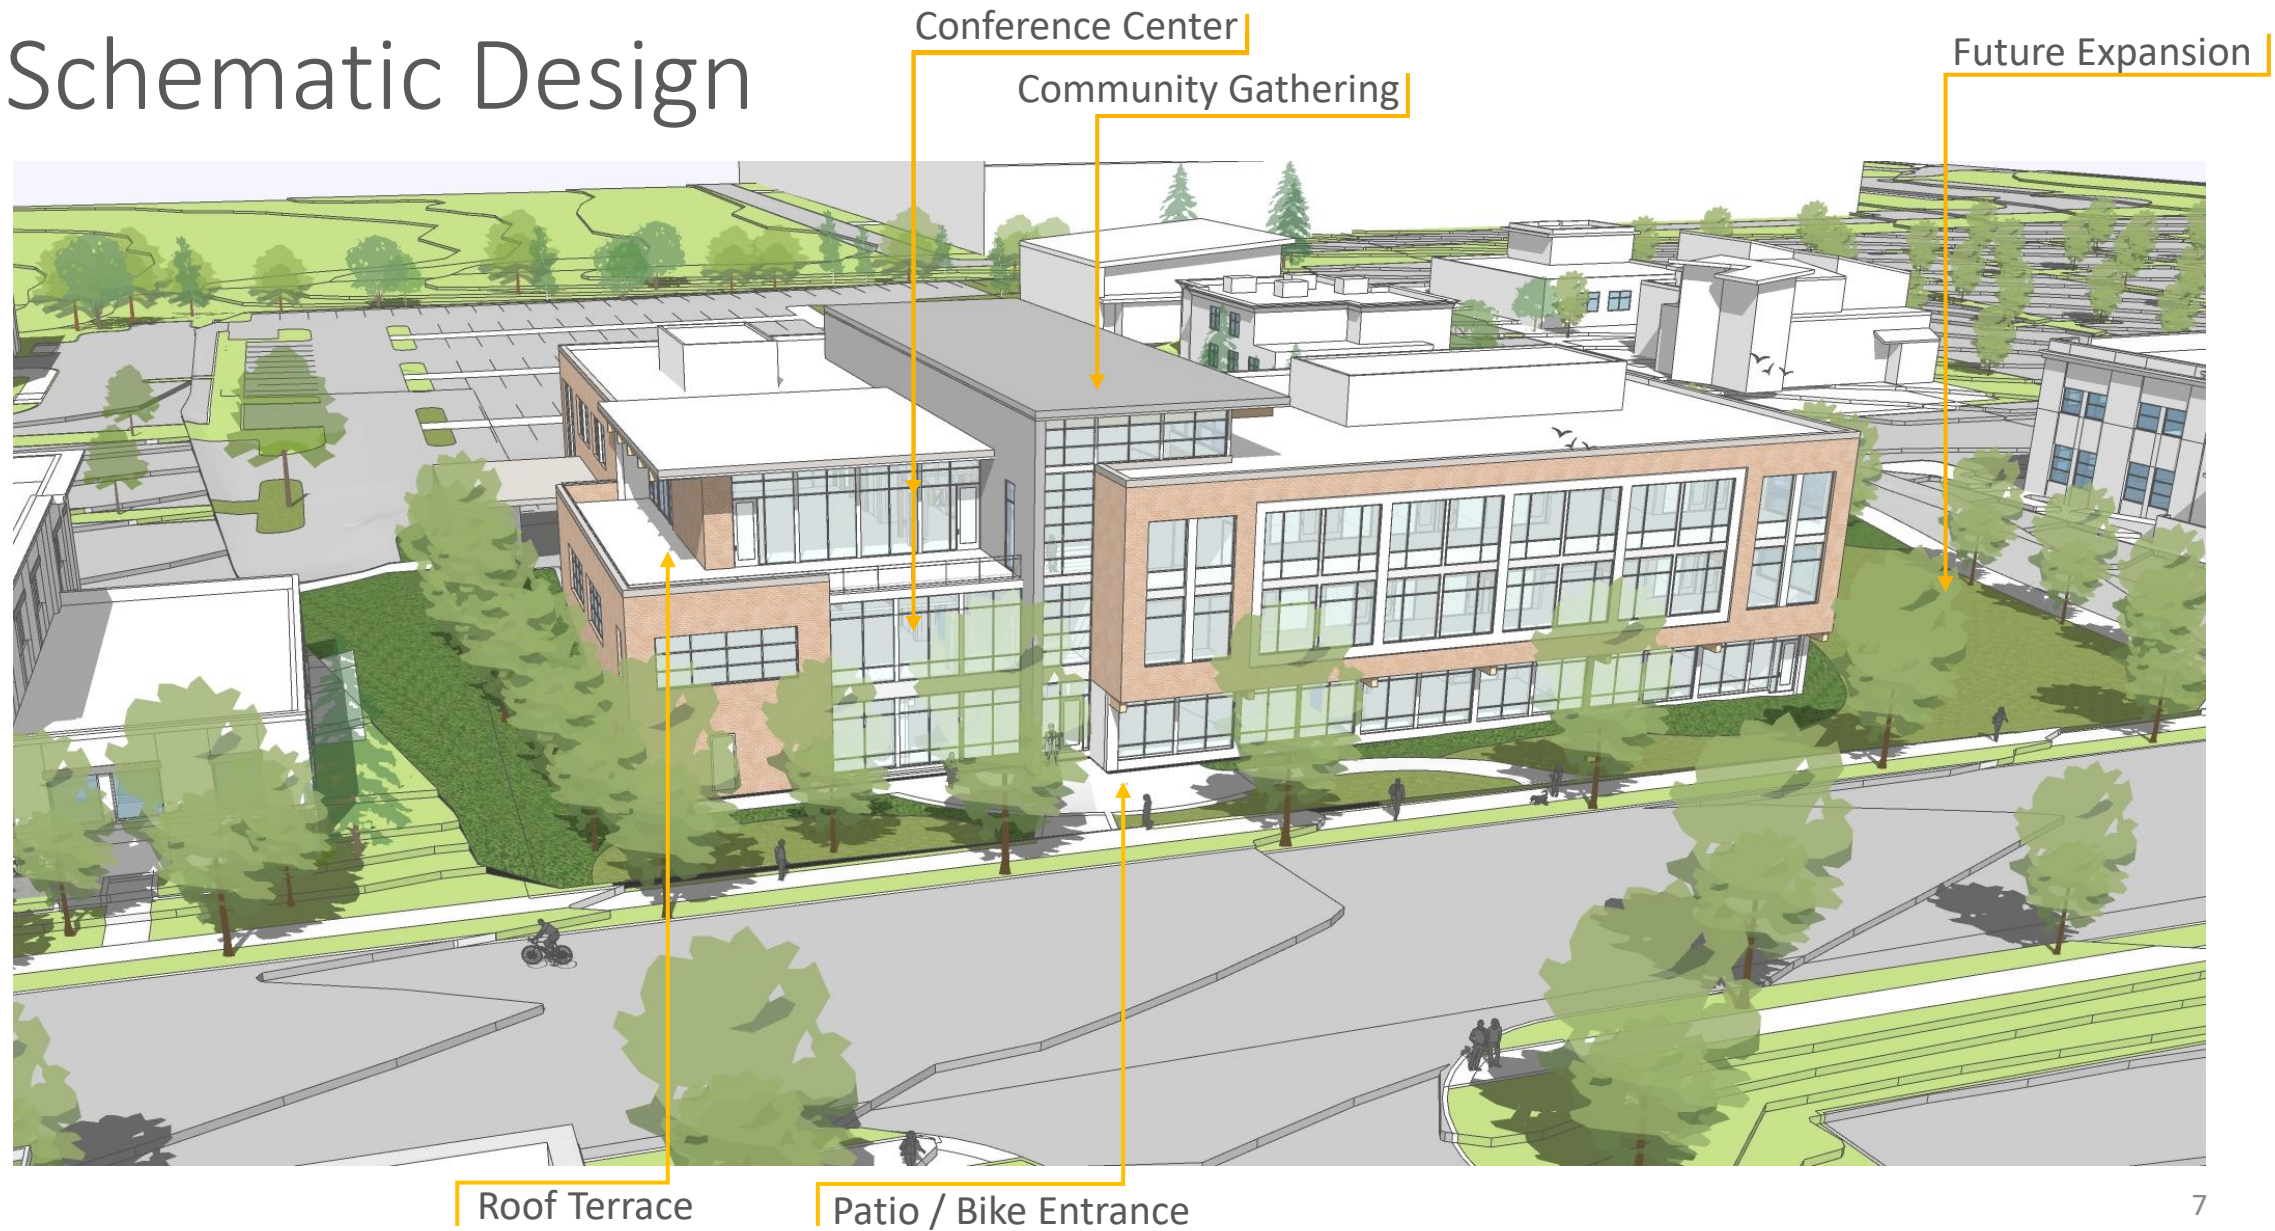 Schematic Design
Conference Center
Community Gathering
Future Expansion
Roof Terrace
Patio / Bike Entrance
7